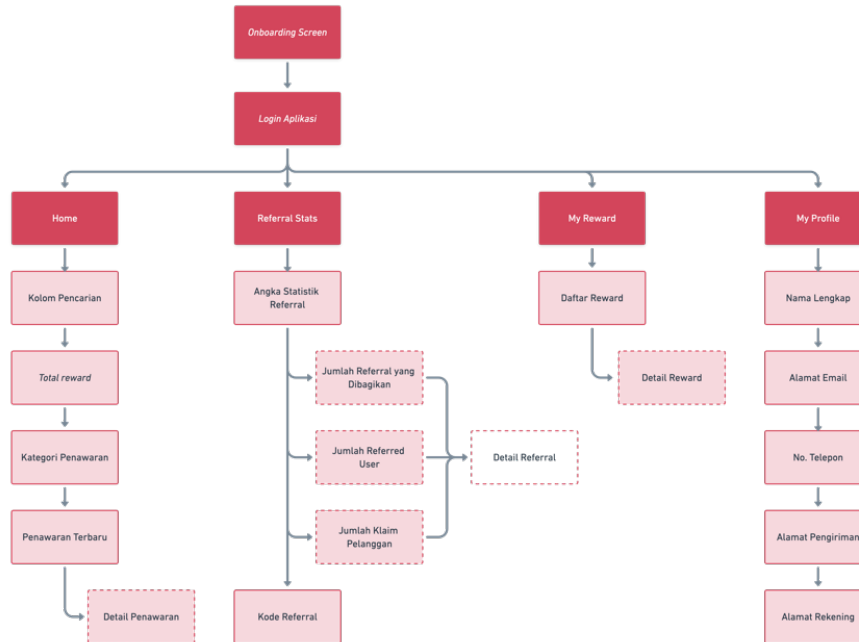 Onboarding Screen
Login Aplikasi
Home
Referral Stats
My Reward
My Profile
Kolom Pencarian
Angka Statistik
Referral
Daftar Reward
Nama Lengkap
Total reward
Jumlah Referral yang
Dibagikan
Detail Reward
Alamat Email
Kategori Penawaran
Jumlah Referred
User
Detail Referral
No. Telepon
Penawaran Terbaru
Jumlah Klaim
Pelanggan
Alamat Pengiriman
Detail Penawaran
Kode Referral
Alamat Rekening